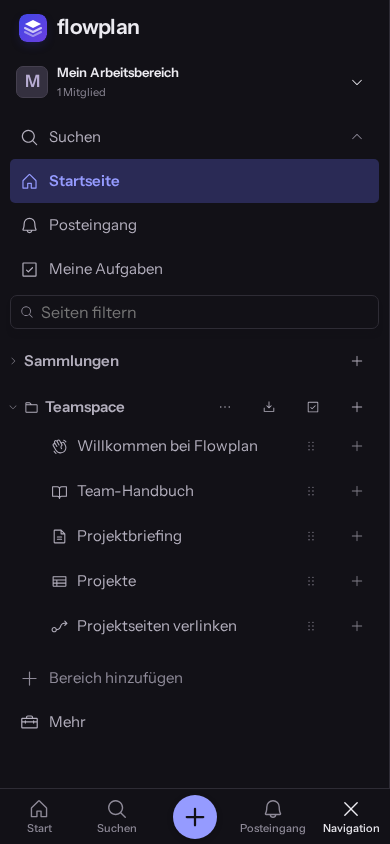 flowplan
M
Mein Arbeitsbereich
1 Mitglied
Suchen
Startseite
Posteingang
Meine Aufgaben
Seiten filtern
Sammlungen
Teamspace
Willkommen bei Flowplan
Team-Handbuch
Projektbriefing
Projekte
Projektseiten verlinken
Bereich hinzufügen
Mehr
Start
Suchen
Posteingang
Navigation